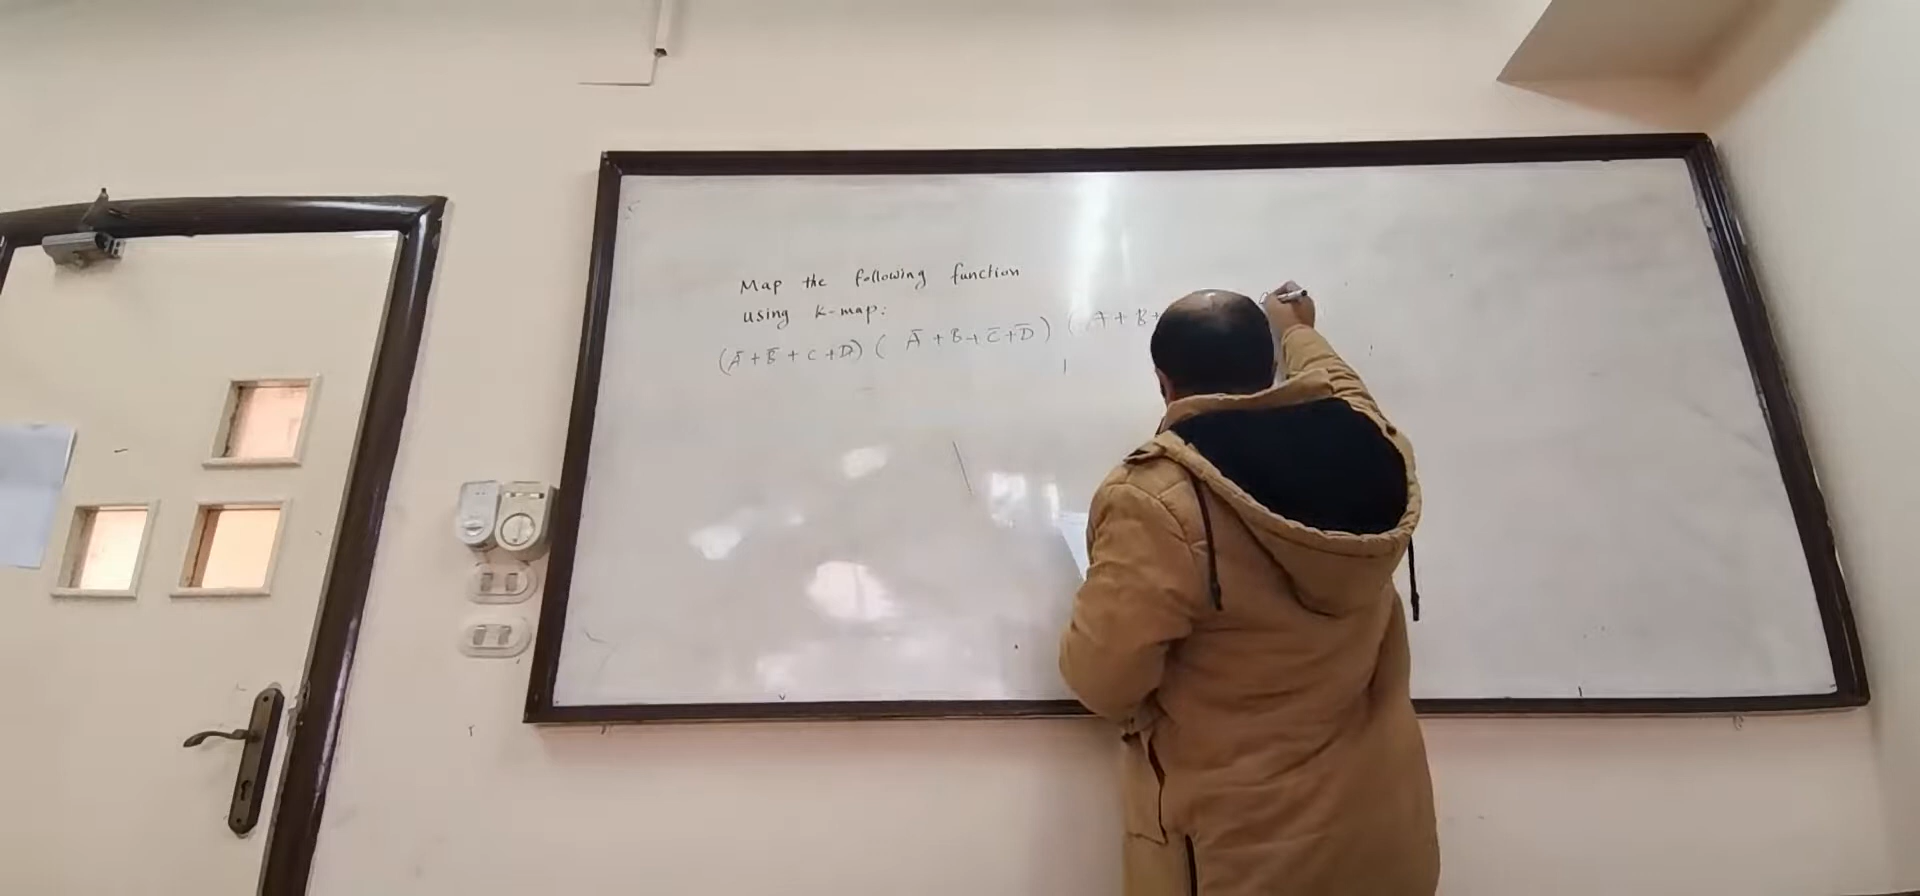 Map the following function
using K-map:
(Ā + B̄ + C + D) ( Ā + B + C̄ + D̄ ) ( A + B +